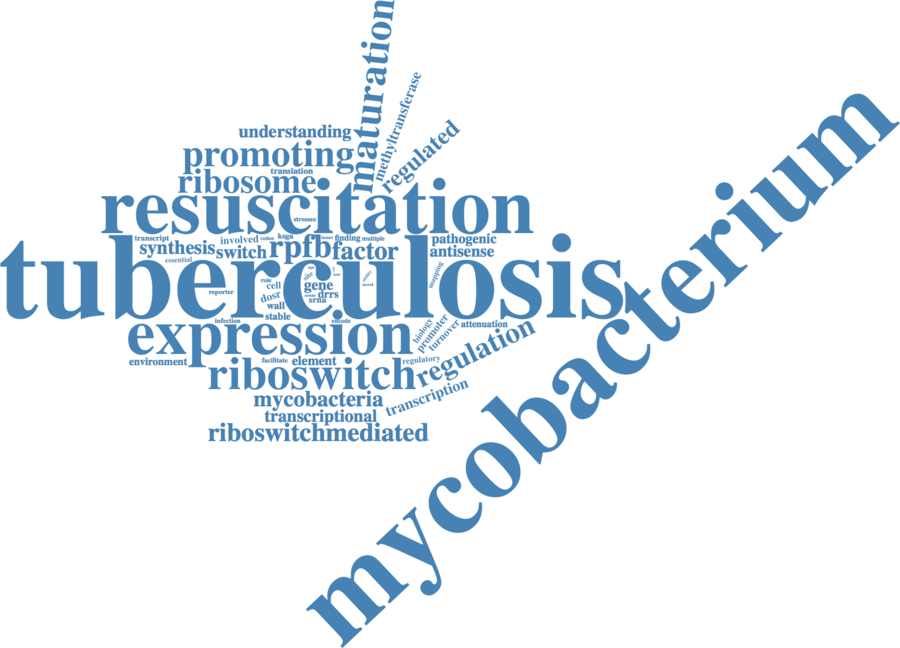 maturation
methyltransferase
understanding
regulated
promoting
translation
ribosome
resuscitation
stresses
transcript
involved
ksga
finding
multiple
pathogenic
synthesis
switch
rpfb
factor
antisense
essential
tuberculosis
mapping
role
cell
site
gene
dosr
drrs
srna
reporter
wall
stable
infection
encode
expression
biology
promoter
turnover
attenuation
environment
facilitate
element
regulatory
regulation
riboswitch
mycobacteria
transcription
transcriptional
riboswitchmediated
mycobacterium